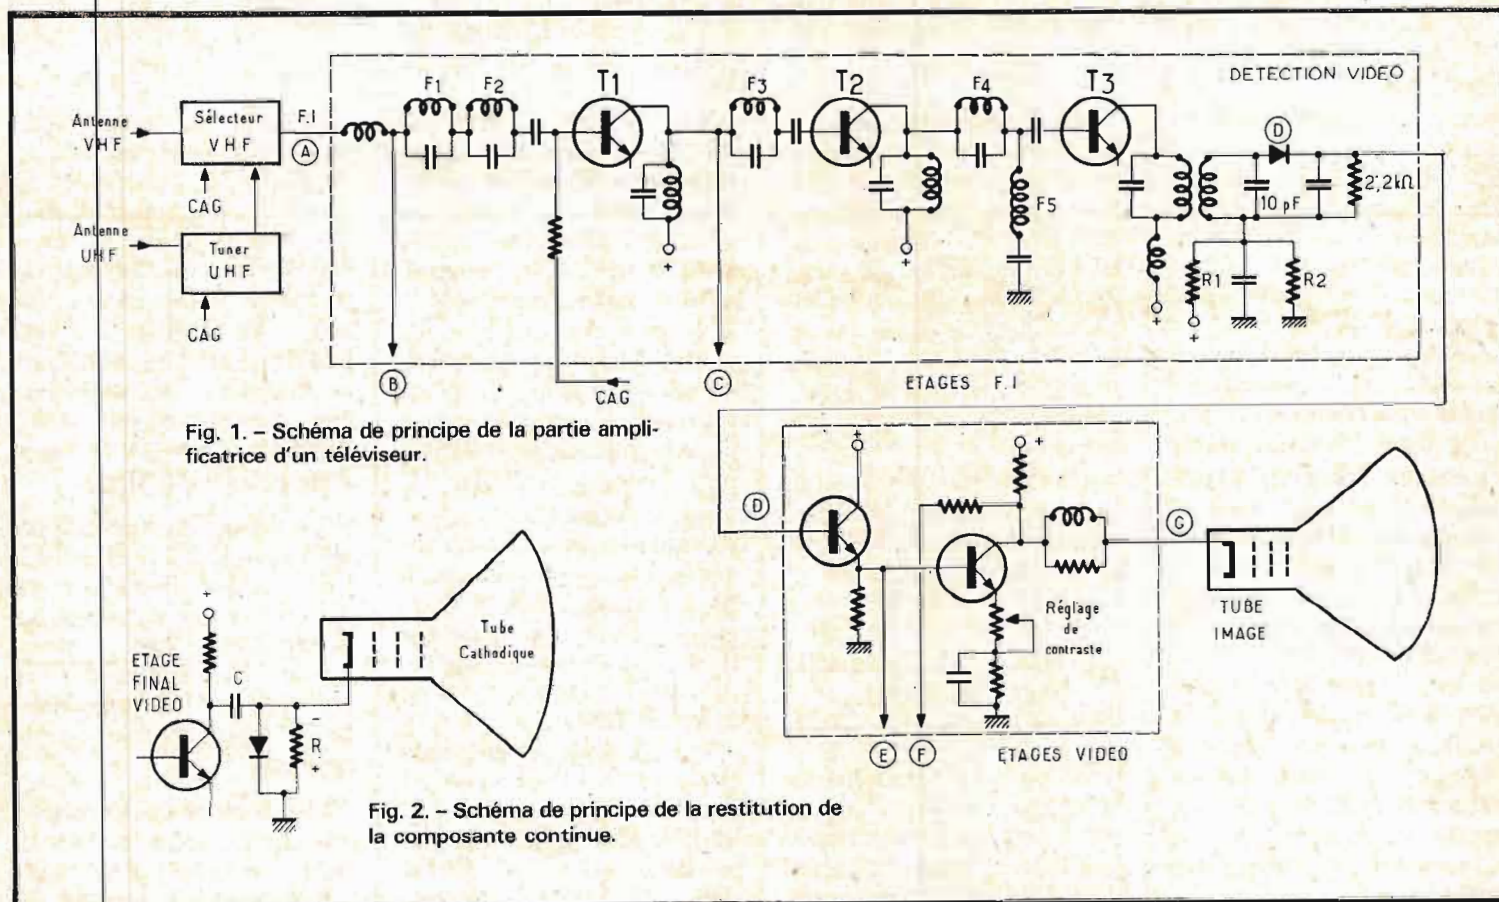 DETECTION VIDEO
Antenne
VHF
Sélecteur
VHF
F.I
A
CAG
Antenne
UHF
Tuner
UHF
CAG
F1
F2
T1
F3
T2
F4
F5
T3
D
10 pF
2,2kΩ
R1
R2
+
+
+
+
B
CAG
C
ETAGES F.I
Fig. 1. – Schéma de principe de la partie ampli-
ficatrice d'un téléviseur.
D
+
+
G
Réglage
de
contraste
E
F
ETAGES VIDEO
TUBE
IMAGE
+
ETAGE
FINAL
VIDEO
C
–
R
+
Tube
Cathodique
Fig. 2. – Schéma de principe de la restitution de
la composante continue.